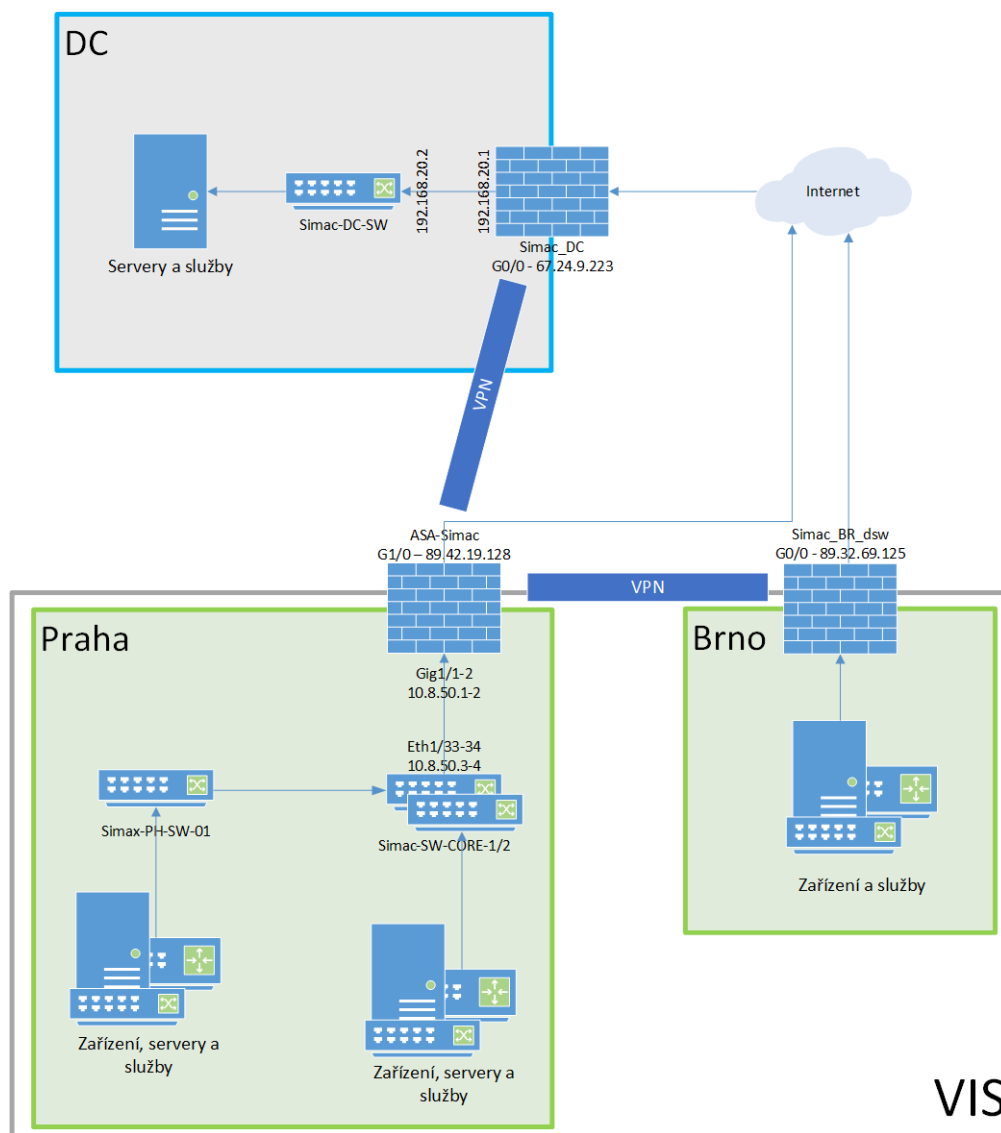 DC
192.168.20.2
192.168.20.1
Internet
Simac-DC-SW
Servery a služby
Simac_DC
G0/0 - 67.24.9.223
VPN
ASA-Simac
G1/0 – 89.42.19.128
Simac_BR_dsw
G0/0 - 89.32.69.125
VPN
Praha
Brno
Gig1/1-2
10.8.50.1-2
Eth1/33-34
10.8.50.3-4
Simax-PH-SW-01
Simac-SW-CORE-1/2
Zařízení a služby
Zařízení, servery a
služby
Zařízení, servery a
služby
VIS